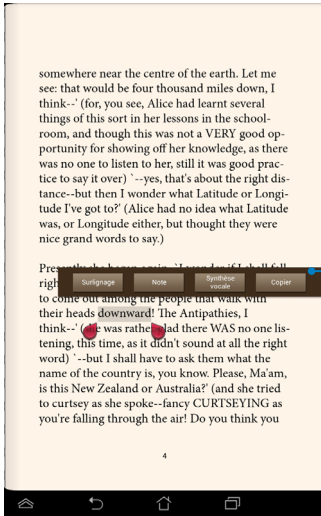 somewhere near the centre of the earth. Let me
see: that would be four thousand miles down, I
think--' (for, you see, Alice had learnt several
things of this sort in her lessons in the school-
room, and though this was not a VERY good op-
portunity for showing off her knowledge, as there
was no one to listen to her, still it was good prac-
tice to say it over) `--yes, that's about the right dis-
tance--but then I wonder what Latitude or Longi-
tude I've got to?' (Alice had no idea what Latitude
was, or Longitude either, but thought they were
nice grand words to say.)
Surlignage
Note
Synthèse
vocale
Copier
to come out among the people that walk with
their heads downward! The Antipathies, I
think--' (she was rather glad there WAS no one lis-
tening, this time, as it didn't sound at all the right
word) `--but I shall have to ask them what the
name of the country is, you know. Please, Ma'am,
is this New Zealand or Australia?' (and she tried
to curtsey as she spoke--fancy CURTSEYING as
you're falling through the air! Do you think you
4